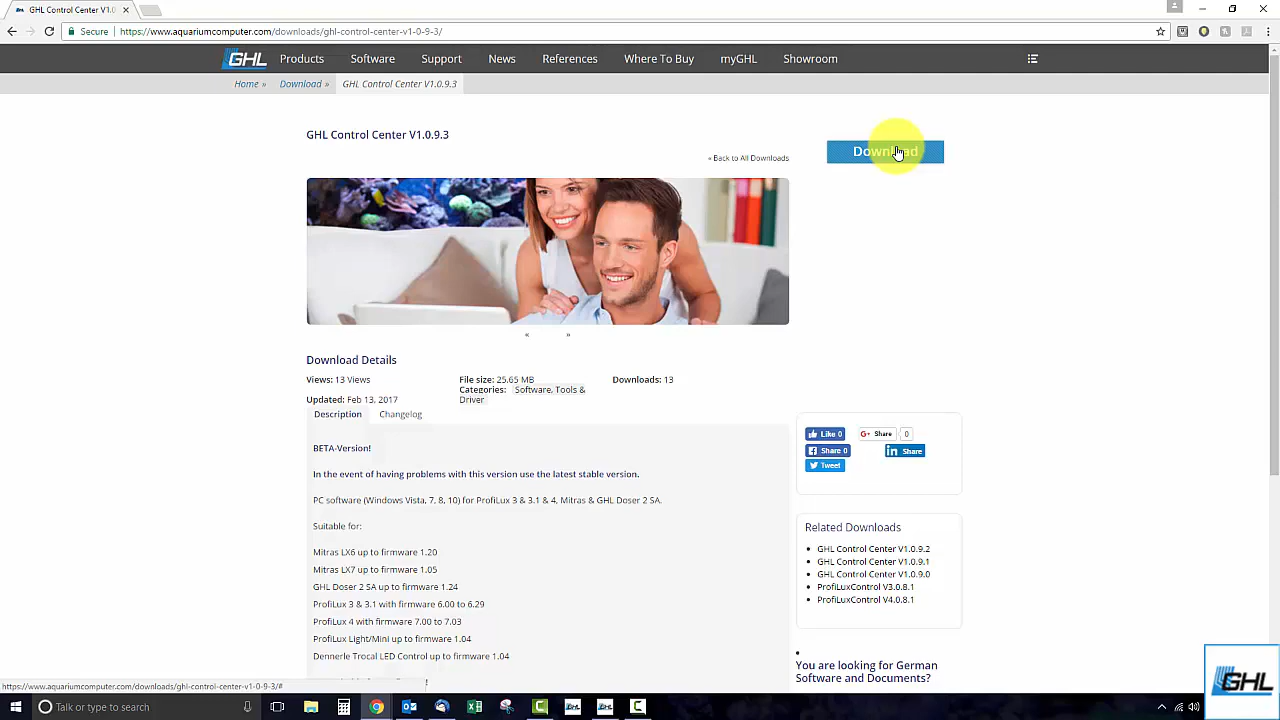 GHL Control Center V1.0.9.3
Secure
https://www.aquariumcomputer.com/downloads/ghl-control-center-v1-0-9-3/
GHL
Products
Software
Support
News
References
Where To Buy
myGHL
Showroom
Home »
Download »
GHL Control Center V1.0.9.3
GHL Control Center V1.0.9.3
« Back to All Downloads
Download
« »
Download Details
Views: 13 Views
File size: 25.65 MB
Downloads: 13
Categories: Software, Tools &
Driver
Updated: Feb 13, 2017
Description
Changelog
BETA-Version!
In the event of having problems with this version use the latest stable version.
PC software (Windows Vista, 7, 8, 10) for ProfiLux 3 & 3.1 & 4, Mitras & GHL Doser 2 SA.
Suitable for:
Mitras LX6 up to firmware 1.20
Mitras LX7 up to firmware 1.05
GHL Doser 2 SA up to firmware 1.24
ProfiLux 3 & 3.1 with firmware 6.00 to 6.29
ProfiLux 4 with firmware 7.00 to 7.03
ProfiLux Light/Mini up to firmware 1.04
Dennerle Trocal LED Control up to firmware 1.04
Like 0
G+ Share 0
Share 0
in Share
Tweet
Related Downloads
GHL Control Center V1.0.9.2
GHL Control Center V1.0.9.1
GHL Control Center V1.0.9.0
ProfiLuxControl V3.0.8.1
ProfiLuxControl V4.0.8.1
You are looking for German
Software and Documents?
https://www.aquariumcomputer.com/downloads/ghl-control-center-v1-0-9-3/#
Talk or type to search
GHL